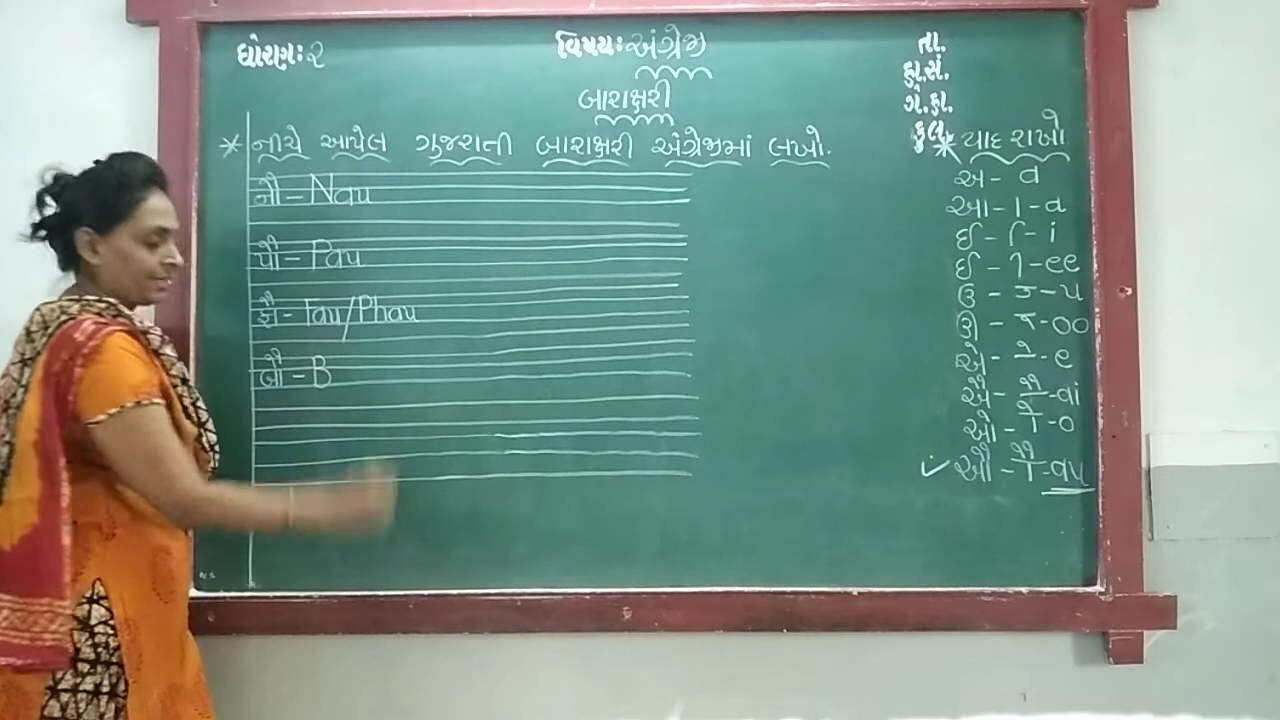 ધોરણ: ૨
વિષય: અંગ્રેજી
તા.
હા.સં.
ગે.હા.
કુલ
બારાક્ષરી
* નીચે આપેલ ગુજરાતી બારાક્ષરી અંગ્રેજીમાં લખો.
નૌ - Nau
પૌ - Pau
ફૌ - Fau/Phau
બૌ - B
* યાદ રાખો
અ - a
આ - ા - a
ઈ - િ - i
ઈ - ી - ee
ઉ - ુ - u
ઊ - ૂ - oo
એ - ે - e
ઐ - ૈ - ai
ઓ - ો - o
✓ ઔ - ૌ - au